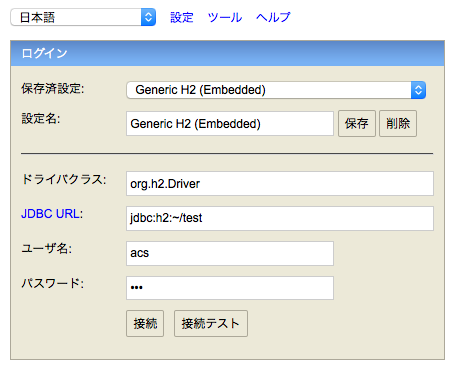 日本語 設定 ツール ヘルプ
ログイン
保存済設定: Generic H2 (Embedded)
設定名: Generic H2 (Embedded) 保存 削除
ドライバクラス: org.h2.Driver
JDBC URL: jdbc:h2:~/test
ユーザ名: acs
パスワード: •••
接続 接続テスト